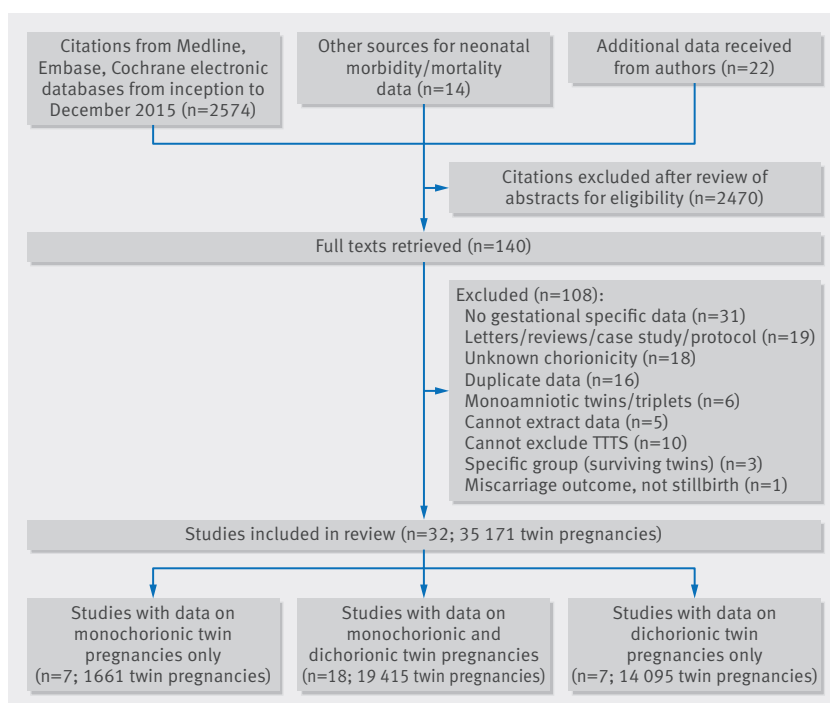 Citations from Medline,
Embase, Cochrane electronic
databases from inception to
December 2015 (n=2574)
Other sources for neonatal
morbidity/mortality
data (n=14)
Additional data received
from authors (n=22)
Citations excluded after review of
abstracts for eligibility (n=2470)
Full texts retrieved (n=140)
Excluded (n=108):
No gestational specific data (n=31)
Letters/reviews/case study/protocol (n=19)
Unknown chorionicity (n=18)
Duplicate data (n=16)
Monoamniotic twins/triplets (n=6)
Cannot extract data (n=5)
Cannot exclude TTTS (n=10)
Specific group (surviving twins) (n=3)
Miscarriage outcome, not stillbirth (n=1)
Studies included in review (n=32; 35 171 twin pregnancies)
Studies with data on
monochorionic twin
pregnancies only
(n=7; 1661 twin pregnancies)
Studies with data on
monochorionic and
dichorionic twin pregnancies
(n=18; 19 415 twin pregnancies)
Studies with data on
dichorionic twin
pregnancies only
(n=7; 14 095 twin pregnancies)